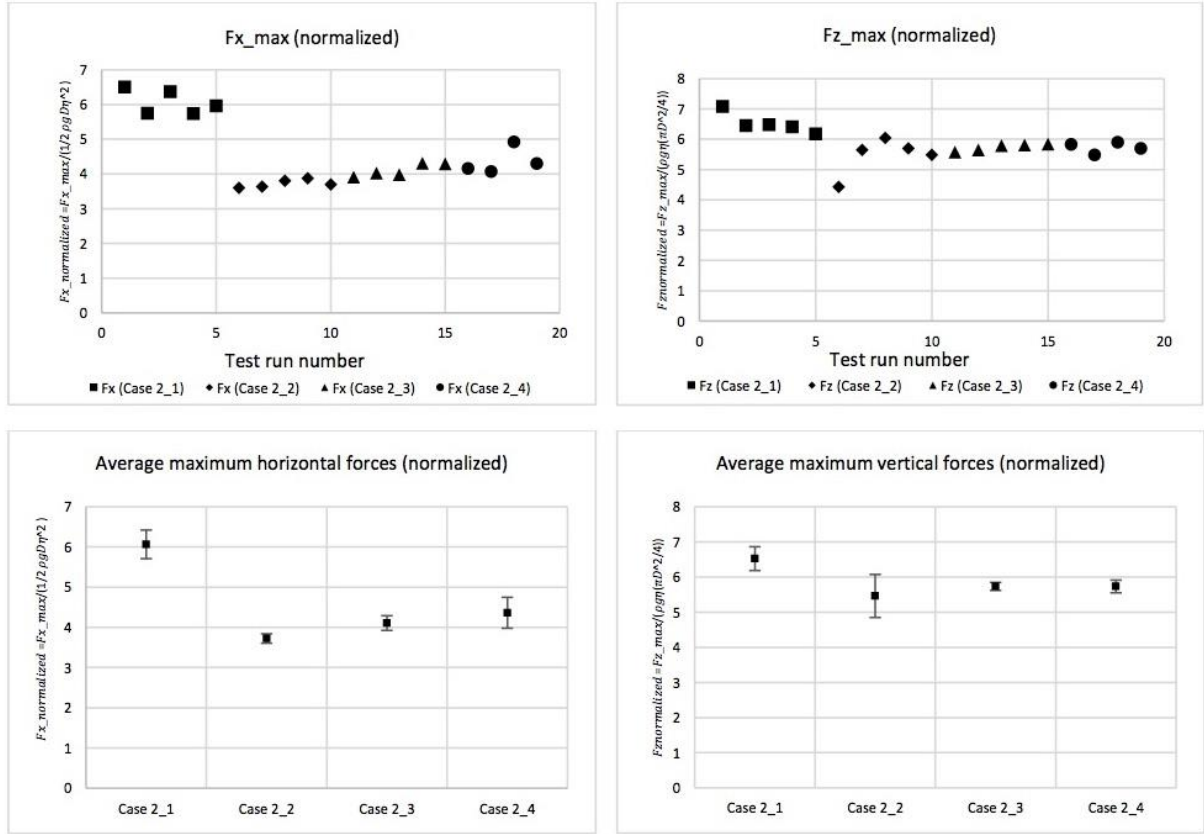 Fx_max (normalized)
Fx_normalized =Fx_max/(1/2 ρgDη^2 )
7
6
5
4
3
2
1
0
0 5 10 15 20
Test run number
■ Fx (Case 2_1) ◆ Fx (Case 2_2) ▲ Fx (Case 2_3) ● Fx (Case 2_4)
Fz_max (normalized)
Fznormalized =Fz_max/(ρgη(πD^2/4))
8
7
6
5
4
3
2
1
0
0 5 10 15 20
Test run number
■ Fz (Case 2_1) ◆ Fz (Case 2_2) ▲ Fz (Case 2_3) ● Fz (Case 2_4)
Average maximum horizontal forces (normalized)
Fx_normalized =Fx_max/(1/2 ρgDη^2 )
7
6
5
4
3
2
1
0
Case 2_1 Case 2_2 Case 2_3 Case 2_4
Average maximum vertical forces (normalized)
Fznormalized =Fz_max/(ρgη(πD^2/4))
8
7
6
5
4
3
2
1
0
Case 2_1 Case 2_2 Case 2_3 Case 2_4